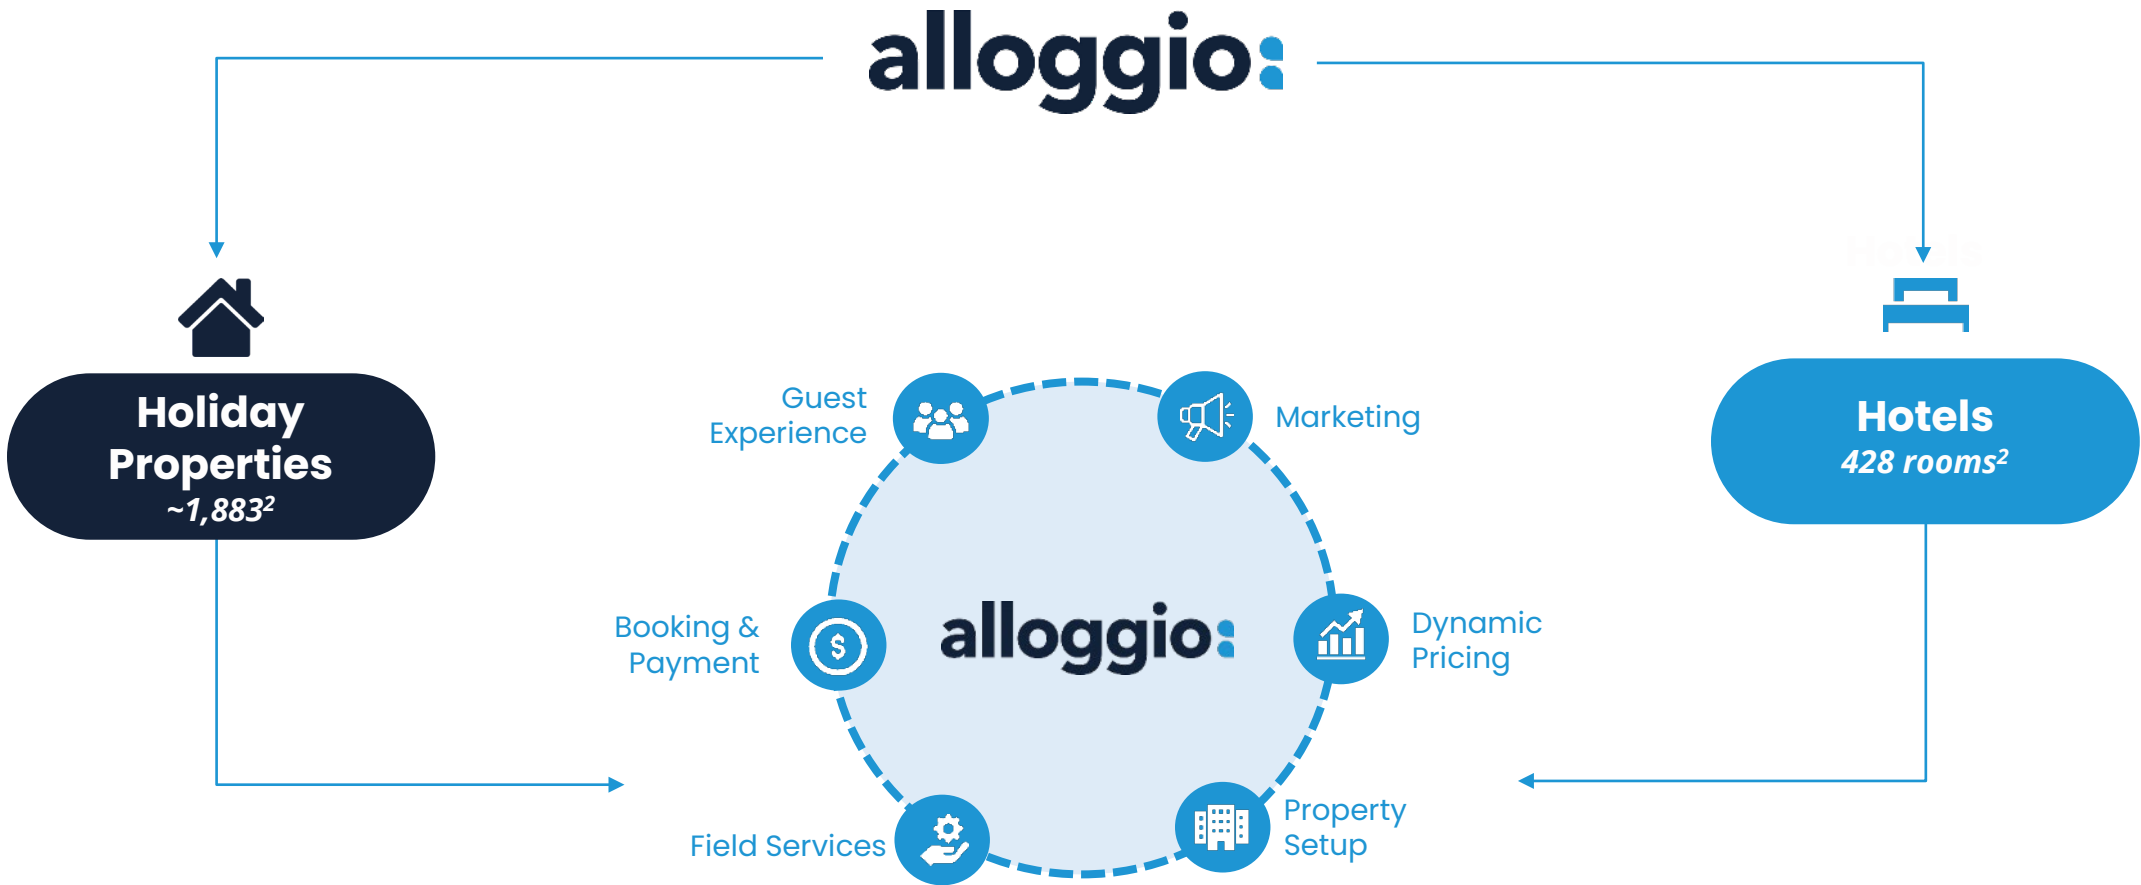 alloggio:
Holiday
Properties
~1,883²
Hotels
428 rooms²
Guest
Experience
Marketing
Booking &
Payment
$
alloggio:
Dynamic
Pricing
Field Services
Property
Setup